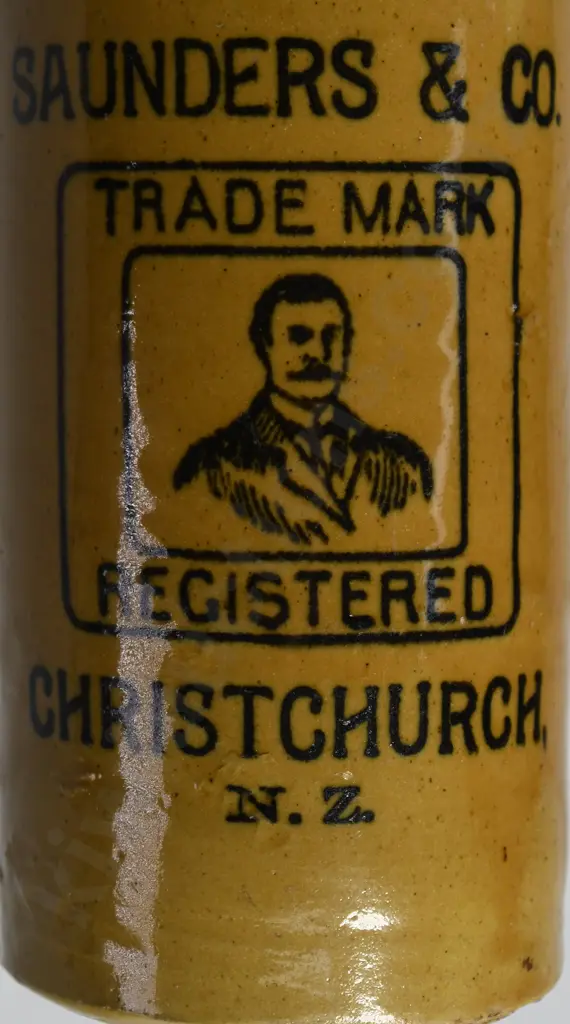 SAUNDERS & CO.
TRADE MARK
REGISTERED
CHRISTCHURCH,
N. Z.